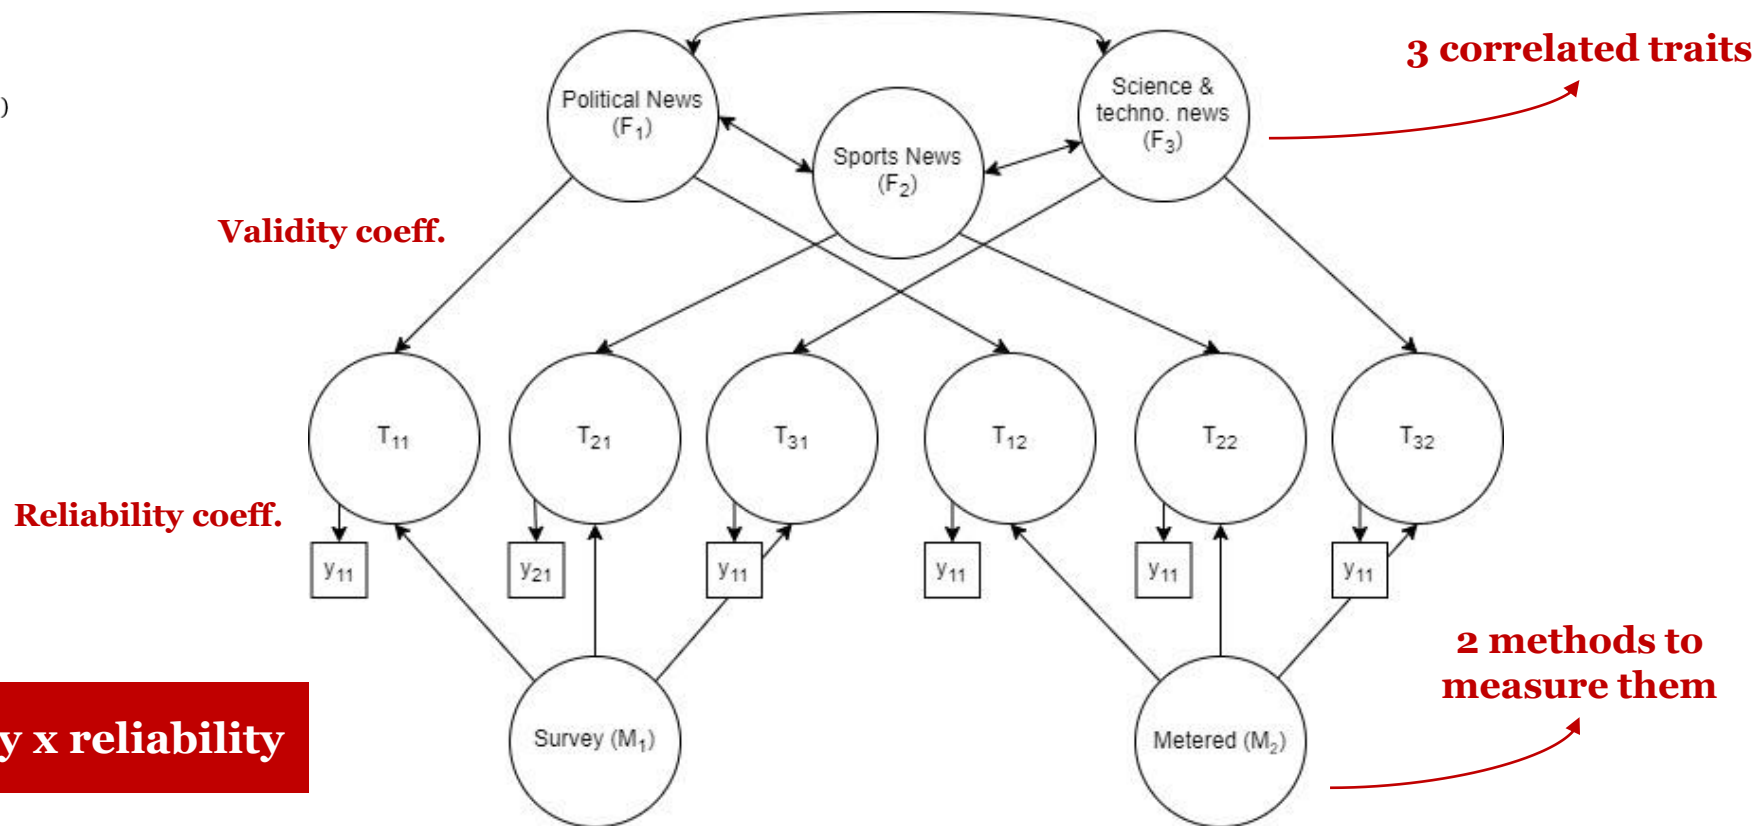 3 correlated traits
)
Political News
(F1)
Science &
techno. news
(F3)
Sports News
(F2)
Validity coeff.
T11
T21
T31
T12
T22
T32
Reliability coeff.
y11
y21
y11
y11
y11
y11
2 methods to
measure them
y x reliability
Survey (M1)
Metered (M2)